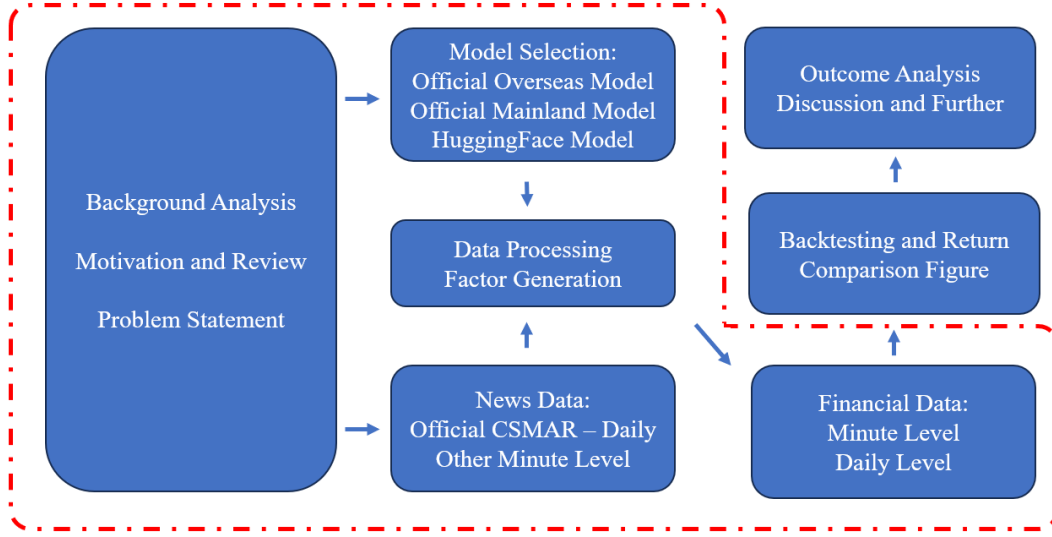 Background Analysis
Motivation and Review
Problem Statement
Model Selection:
Official Overseas Model
Official Mainland Model
HuggingFace Model
Data Processing
Factor Generation
News Data:
Official CSMAR – Daily
Other Minute Level
Financial Data:
Minute Level
Daily Level
Backtesting and Return
Comparison Figure
Outcome Analysis
Discussion and Further